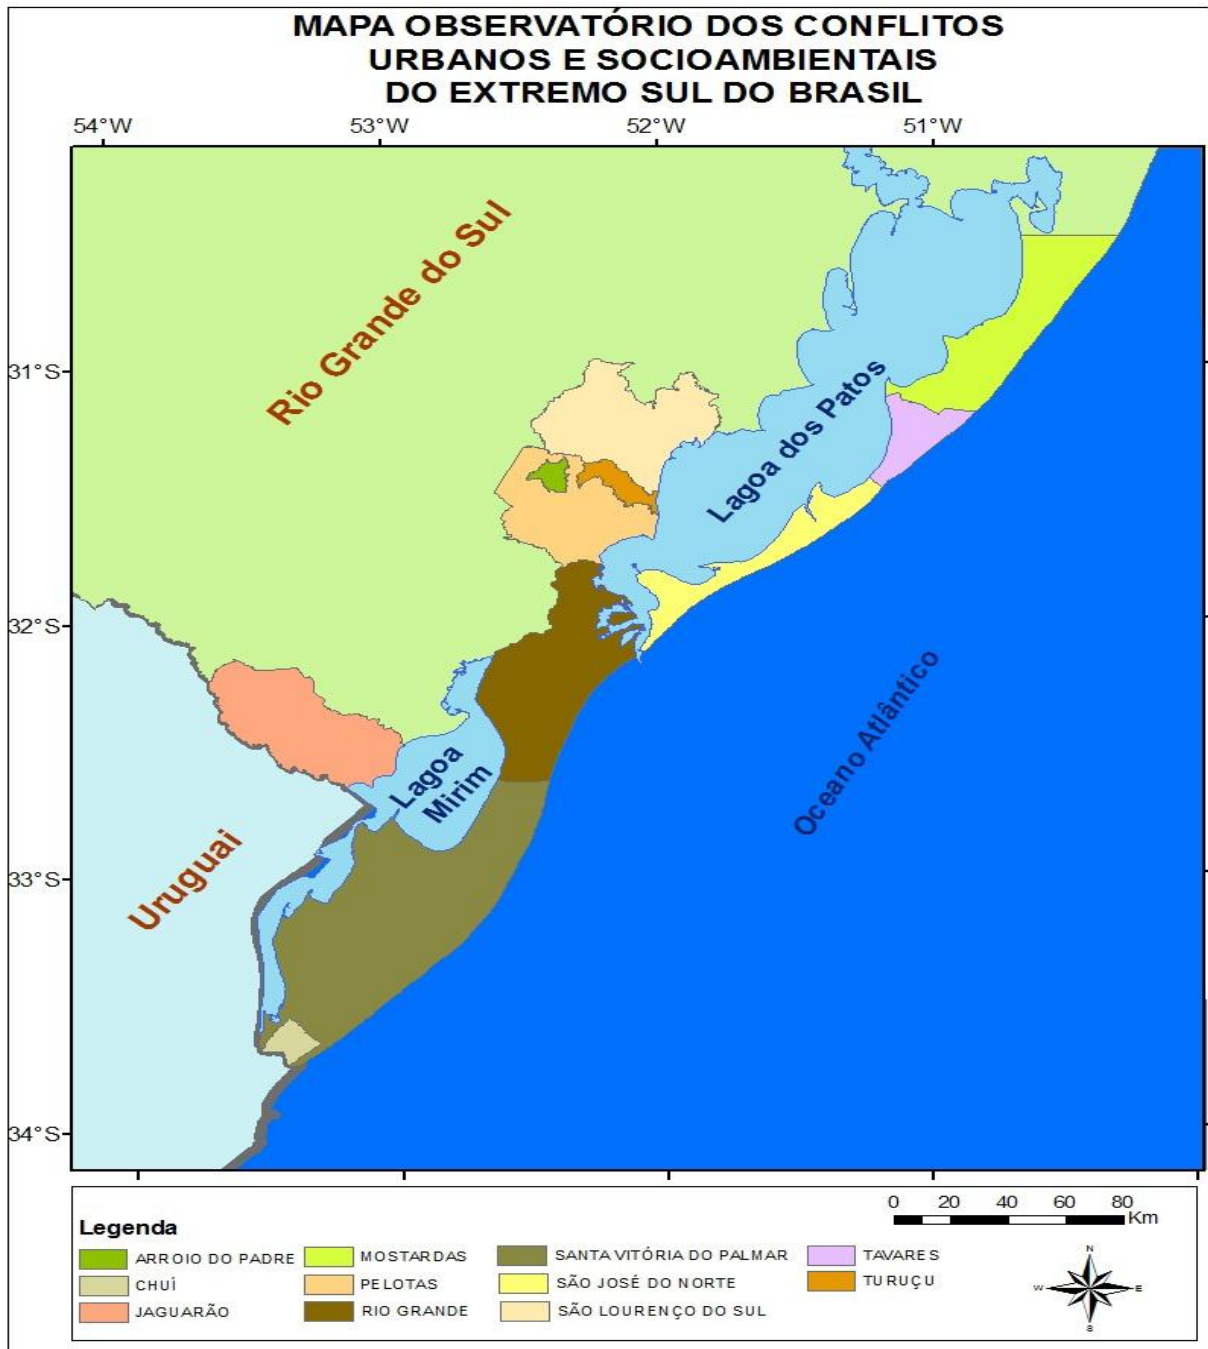 MAPA OBSERVATÓRIO DOS CONFLITOS
URBANOS E SOCIOAMBIENTAIS
DO EXTREMO SUL DO BRASIL
54°W
53°W
52°W
51°W
31°S
32°S
33°S
34°S
Rio Grande do Sul
Lagoa dos Patos
Oceano Atlântico
Lagoa
Mirim
Uruguai
0 20 40 60 80
Km
Legenda
ARROIO DO PADRE
CHUÍ
JAGUARÃO
MOSTARDAS
PELOTAS
RIO GRANDE
SANTA VITÓRIA DO PALMAR
SÃO JOSÉ DO NORTE
SÃO LOURENÇO DO SUL
TAVARES
TURUÇU
N
W
E
S